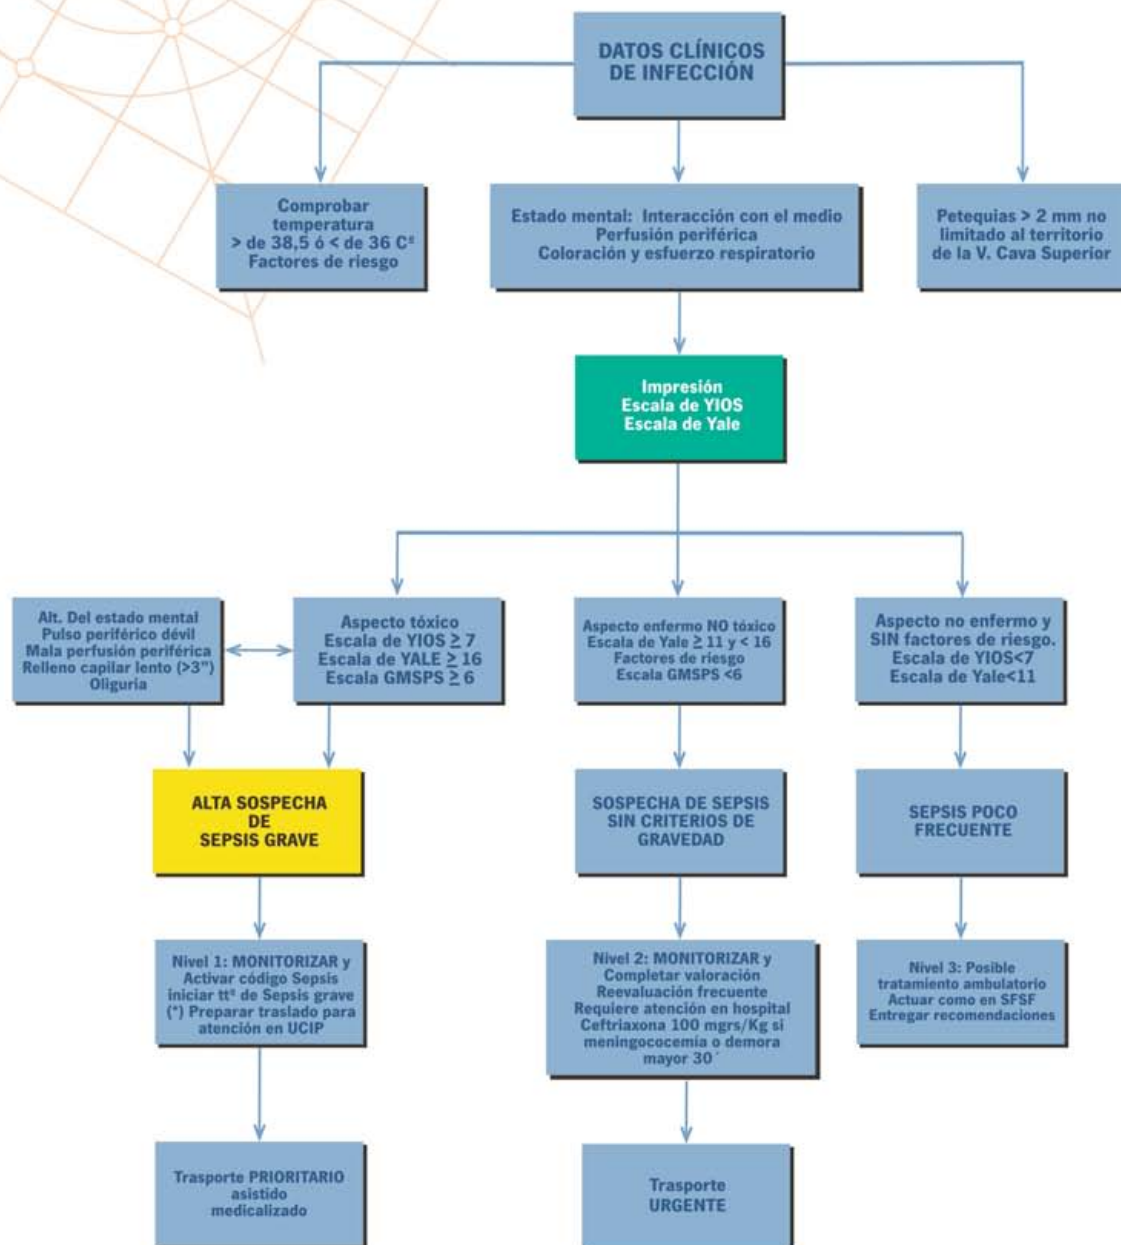 DATOS CLÍNICOS
DE INFECCIÓN
Comprobar
temperatura
> de 38,5 ó < de 36 Cº
Factores de riesgo
Estado mental: Interacción con el medio
Perfusión periférica
Coloración y esfuerzo respiratorio
Petequias > 2 mm no
limitado al territorio
de la V. Cava Superior
Impresión
Escala de YIOS
Escala de Yale
Alt. Del estado mental
Pulso periférico dévil
Mala perfusión periférica
Relleno capilar lento (>3")
Oliguria
Aspecto tóxico
Escala de YIOS ≥ 7
Escala de YALE ≥ 16
Escala GMSPS ≥ 6
Aspecto enfermo NO tóxico
Escala de Yale ≥ 11 y < 16
Factores de riesgo
Escala GMSPS <6
Aspecto no enfermo y
SIN factores de riesgo.
Escala de YIOS<7
Escala de Yale<11
ALTA SOSPECHA
DE
SEPSIS GRAVE
SOSPECHA DE SEPSIS
SIN CRITERIOS DE
GRAVEDAD
SEPSIS POCO
FRECUENTE
Nivel 1: MONITORIZAR y
Activar código Sepsis
iniciar ttº de Sepsis grave
(*) Preparar traslado para
atención en UCIP
Nivel 2: MONITORIZAR y
Completar valoración
Reevaluación frecuente
Requiere atención en hospital
Ceftriaxona 100 mgrs/Kg si
meningococemía o demora
mayor 30´
Nivel 3: Posible
tratamiento ambulatorio
Actuar como en SFSF
Entregar recomendaciones
Trasporte PRIORITARIO
asistido
medicalizado
Trasporte
URGENTE